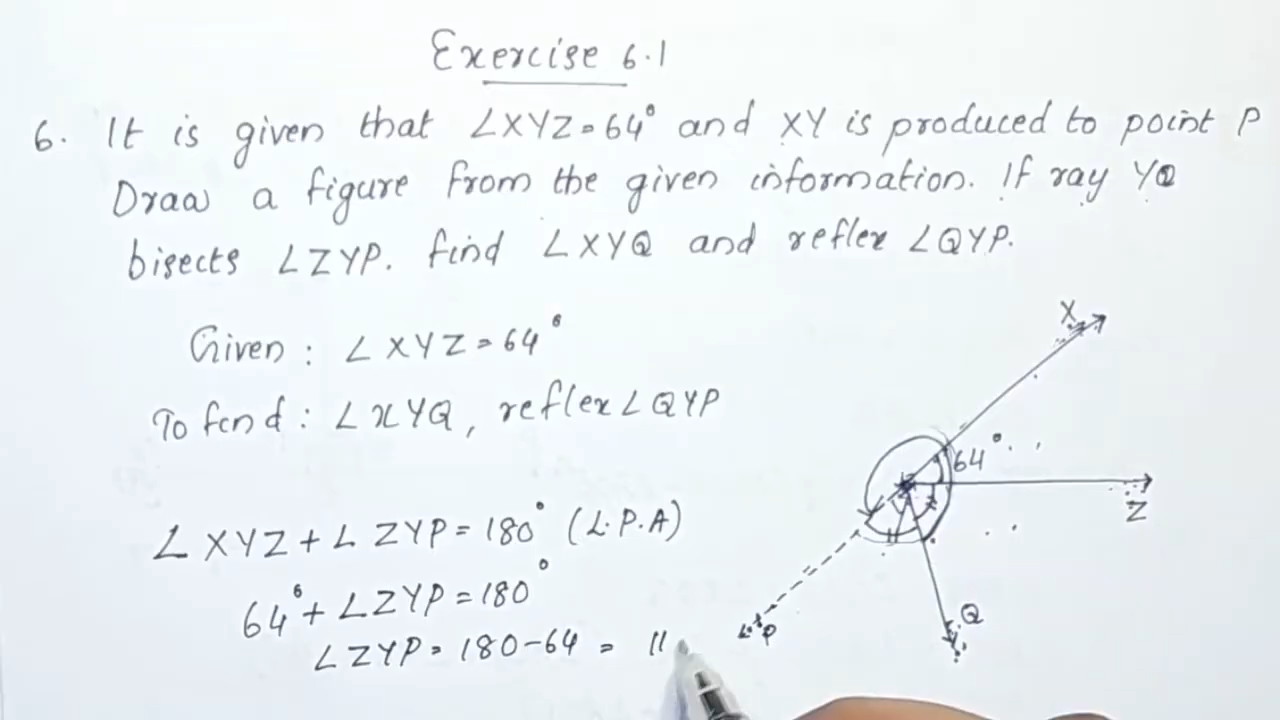 Exercise 6.1
6. It is given that ∠XYZ=64° and XY is produced to point P
Draw a figure from the given information. If ray YQ
bisects ∠ZYP. find ∠XYQ and reflex ∠QYP.
Given: ∠XYZ=64°
To find: ∠XYQ, reflex∠QYP
∠XYZ+∠ZYP=180° (L.P.A)
64°+∠ZYP=180°
∠ZYP=180-64 = 11
X
64°
Y
Z
Q
P